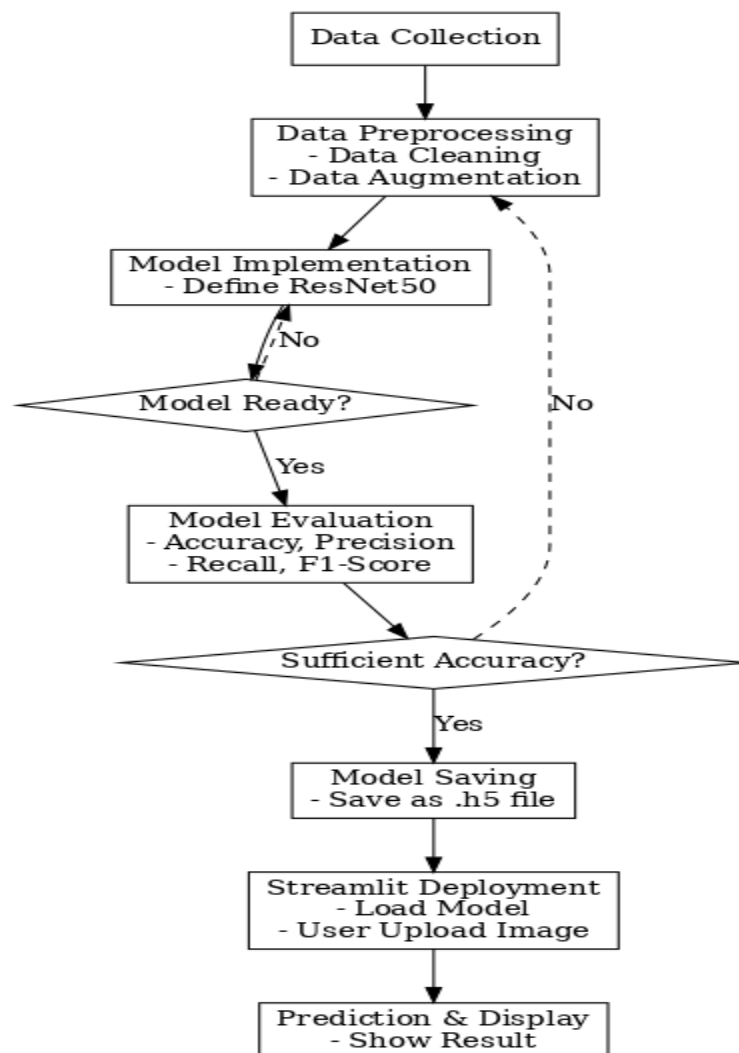 Data Collection
Data Preprocessing
- Data Cleaning
- Data Augmentation
Model Implementation
- Define ResNet50
No
Model Ready?
No
Yes
Model Evaluation
- Accuracy, Precision
- Recall, F1-Score
Sufficient Accuracy?
Yes
Model Saving
- Save as .h5 file
Streamlit Deployment
- Load Model
- User Upload Image
Prediction & Display
- Show Result